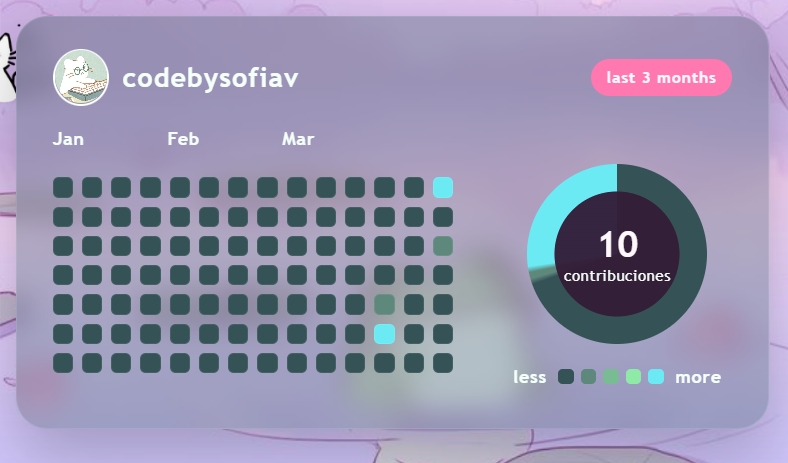 codebysofiav
last 3 months
Jan Feb Mar
10
contribuciones
less more